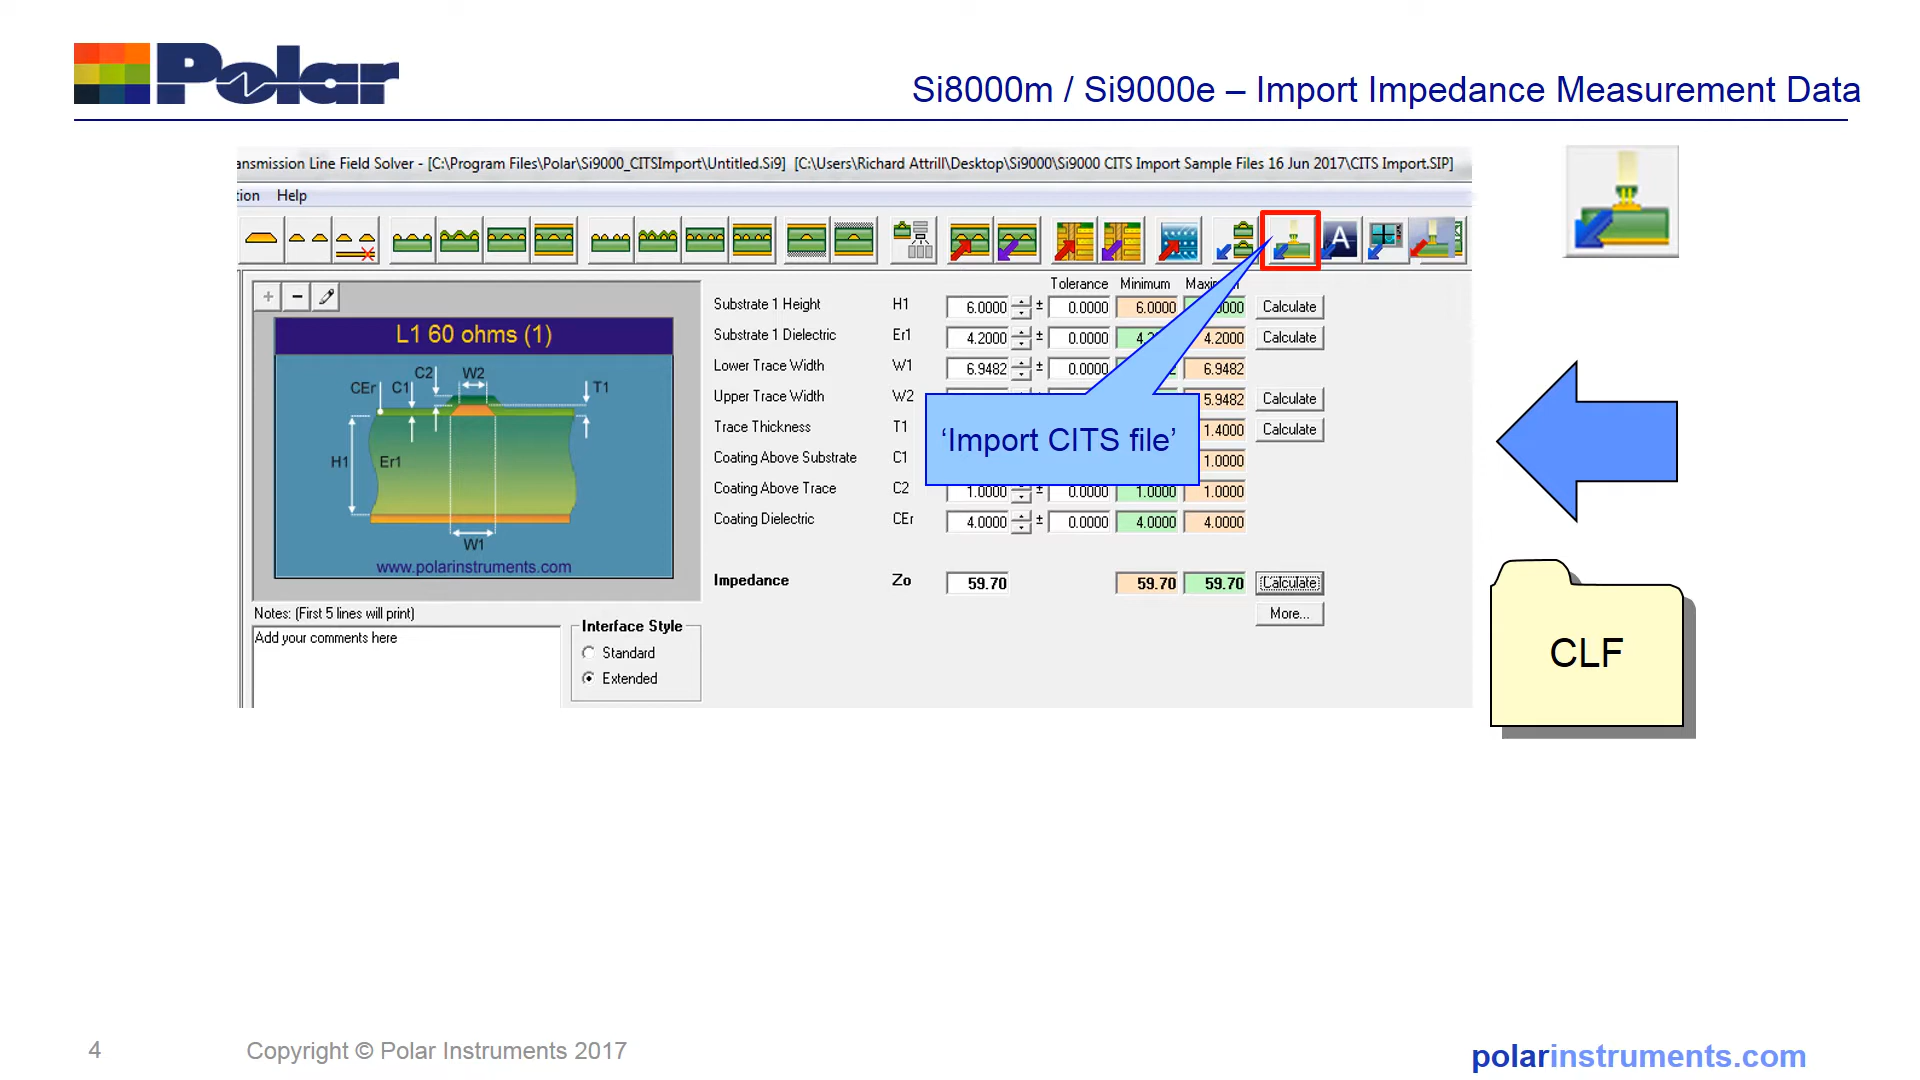 Polar
Si8000m / Si9000e – Import Impedance Measurement Data
ansmission Line Field Solver - [C:\Program Files\Polar\Si9000_CITSImport\Untitled.Si9] [C:\Users\Richard Attrill\Desktop\Si9000\Si9000 CITS Import Sample Files 16 Jun 2017\CITS Import.SIP]
tion Help
A
+ -
Tolerance Minimum
L1 60 ohms (1)
CEr C1 C2 W2 T1
H1 Er1
W1
www.polarinstruments.com
Substrate 1 Height H1 6.0000 ± 0.0000 6.0000 Calculate
Substrate 1 Dielectric Er1 4.2000 ± 0.0000 4.2000 Calculate
Lower Trace Width W1 6.9482 ± 0.0000 6.9482
Upper Trace Width W2 5.9482 Calculate
Trace Thickness T1 1.4000 Calculate
Coating Above Substrate C1 1.0000
Coating Above Trace C2 1.0000 ± 0.0000 1.0000 1.0000
Coating Dielectric CEr 4.0000 ± 0.0000 4.0000 4.0000
Impedance Zo 59.70 59.70 59.70 Calculate
More...
‘Import CITS file’
Notes: (First 5 lines will print)
Add your comments here
Interface Style
Standard
Extended
CLF
4 Copyright © Polar Instruments 2017
polarinstruments.com